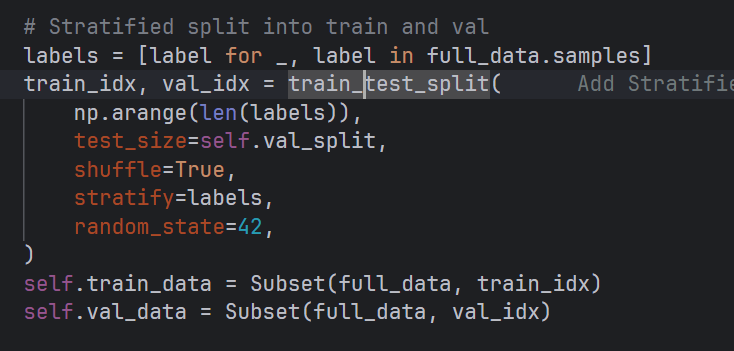 # Stratified split into train and val
labels = [label for _, label in full_data.samples]
train_idx, val_idx = train_test_split( Add
np.arange(len(labels)),
test_size=self.val_split,
shuffle=True,
stratify=labels,
random_state=42,
)
self.train_data = Subset(full_data, train_idx)
self.val_data = Subset(full_data, val_idx)